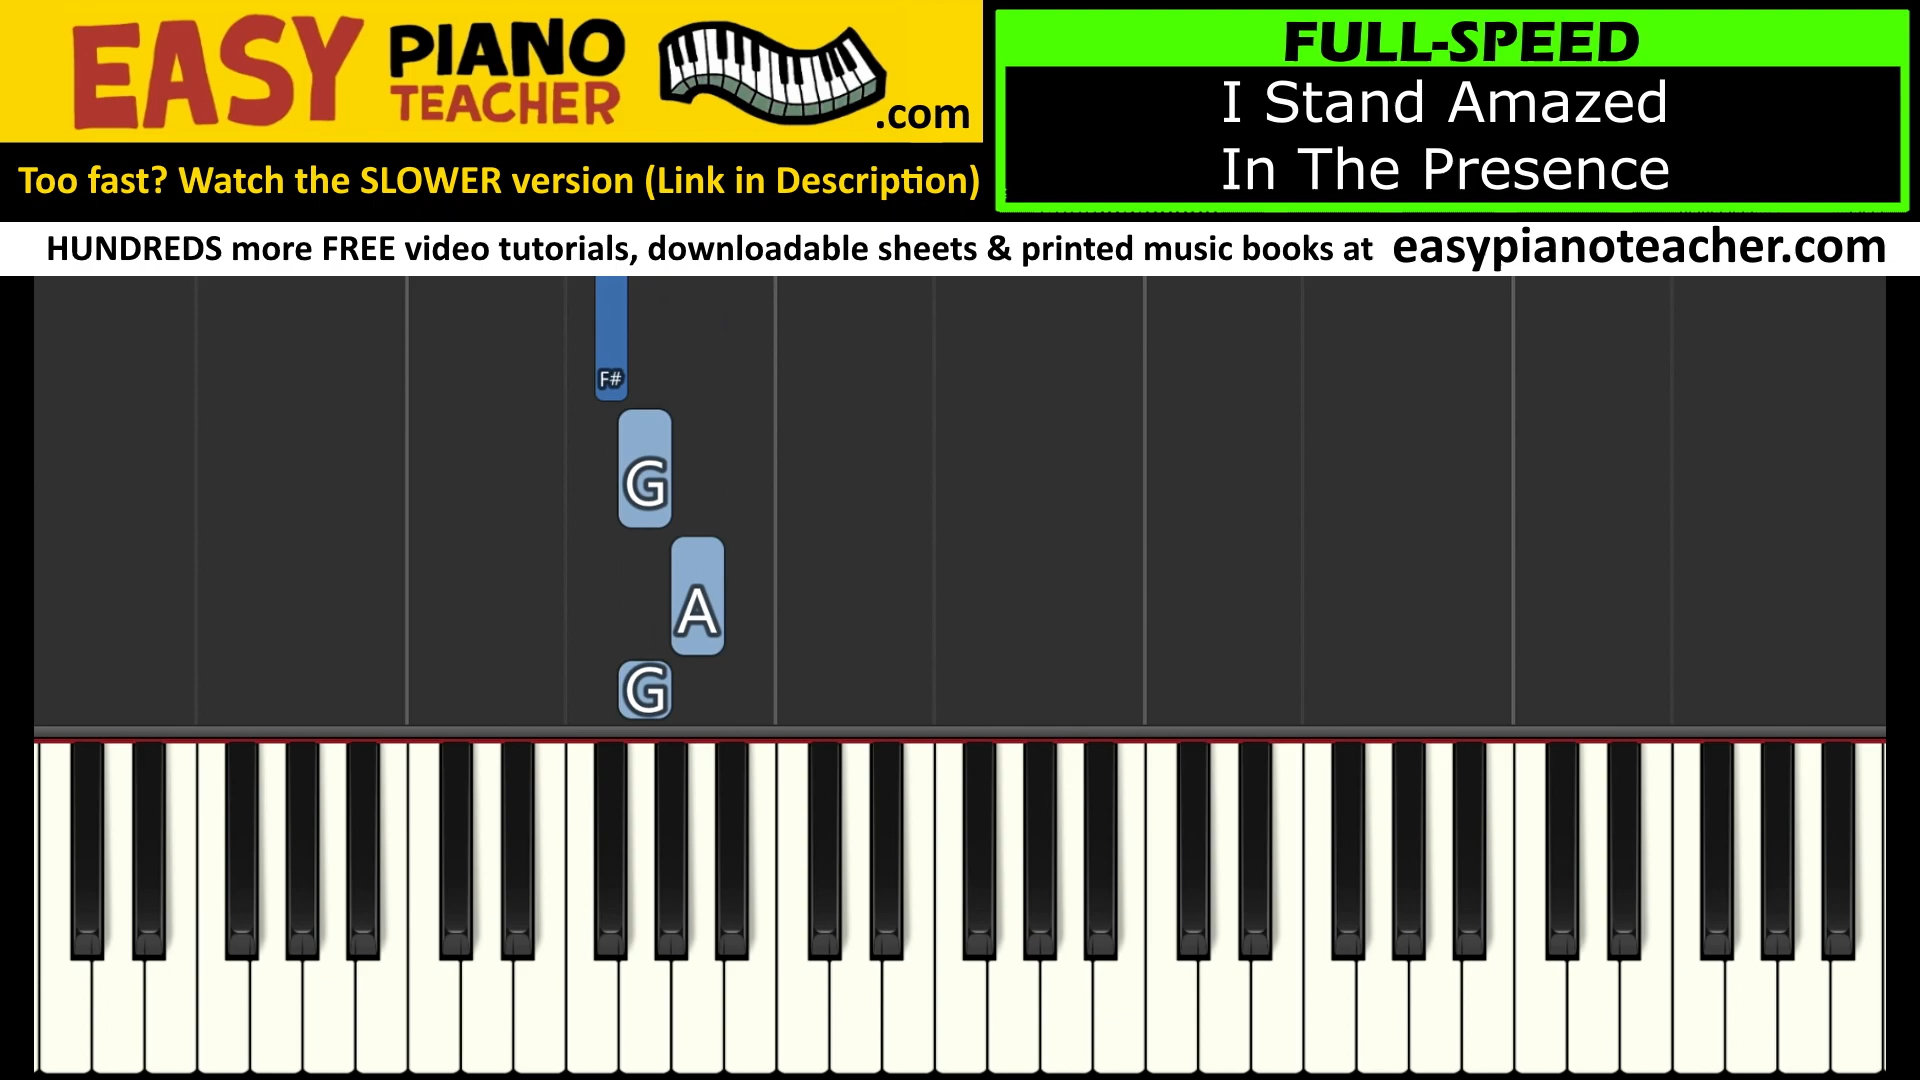 EASY PIANO TEACHER .com
Too fast? Watch the SLOWER version (Link in Description)
FULL-SPEED
I Stand Amazed
In The Presence
HUNDREDS more FREE video tutorials, downloadable sheets & printed music books at easypianoteacher.com
F#
G
A
G